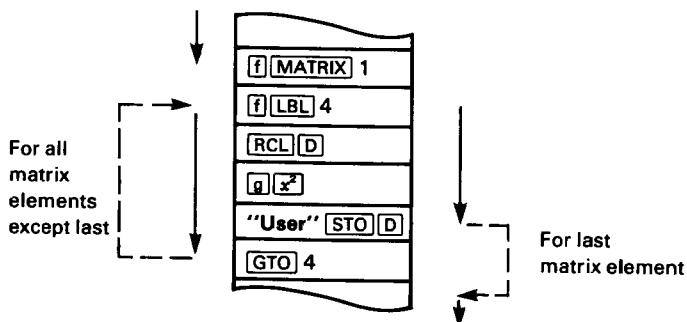 f MATRIX 1
f LBL 4
RCL D
g x²
"User" STO D
GTO 4
For all
matrix
elements
except last
For last
matrix element